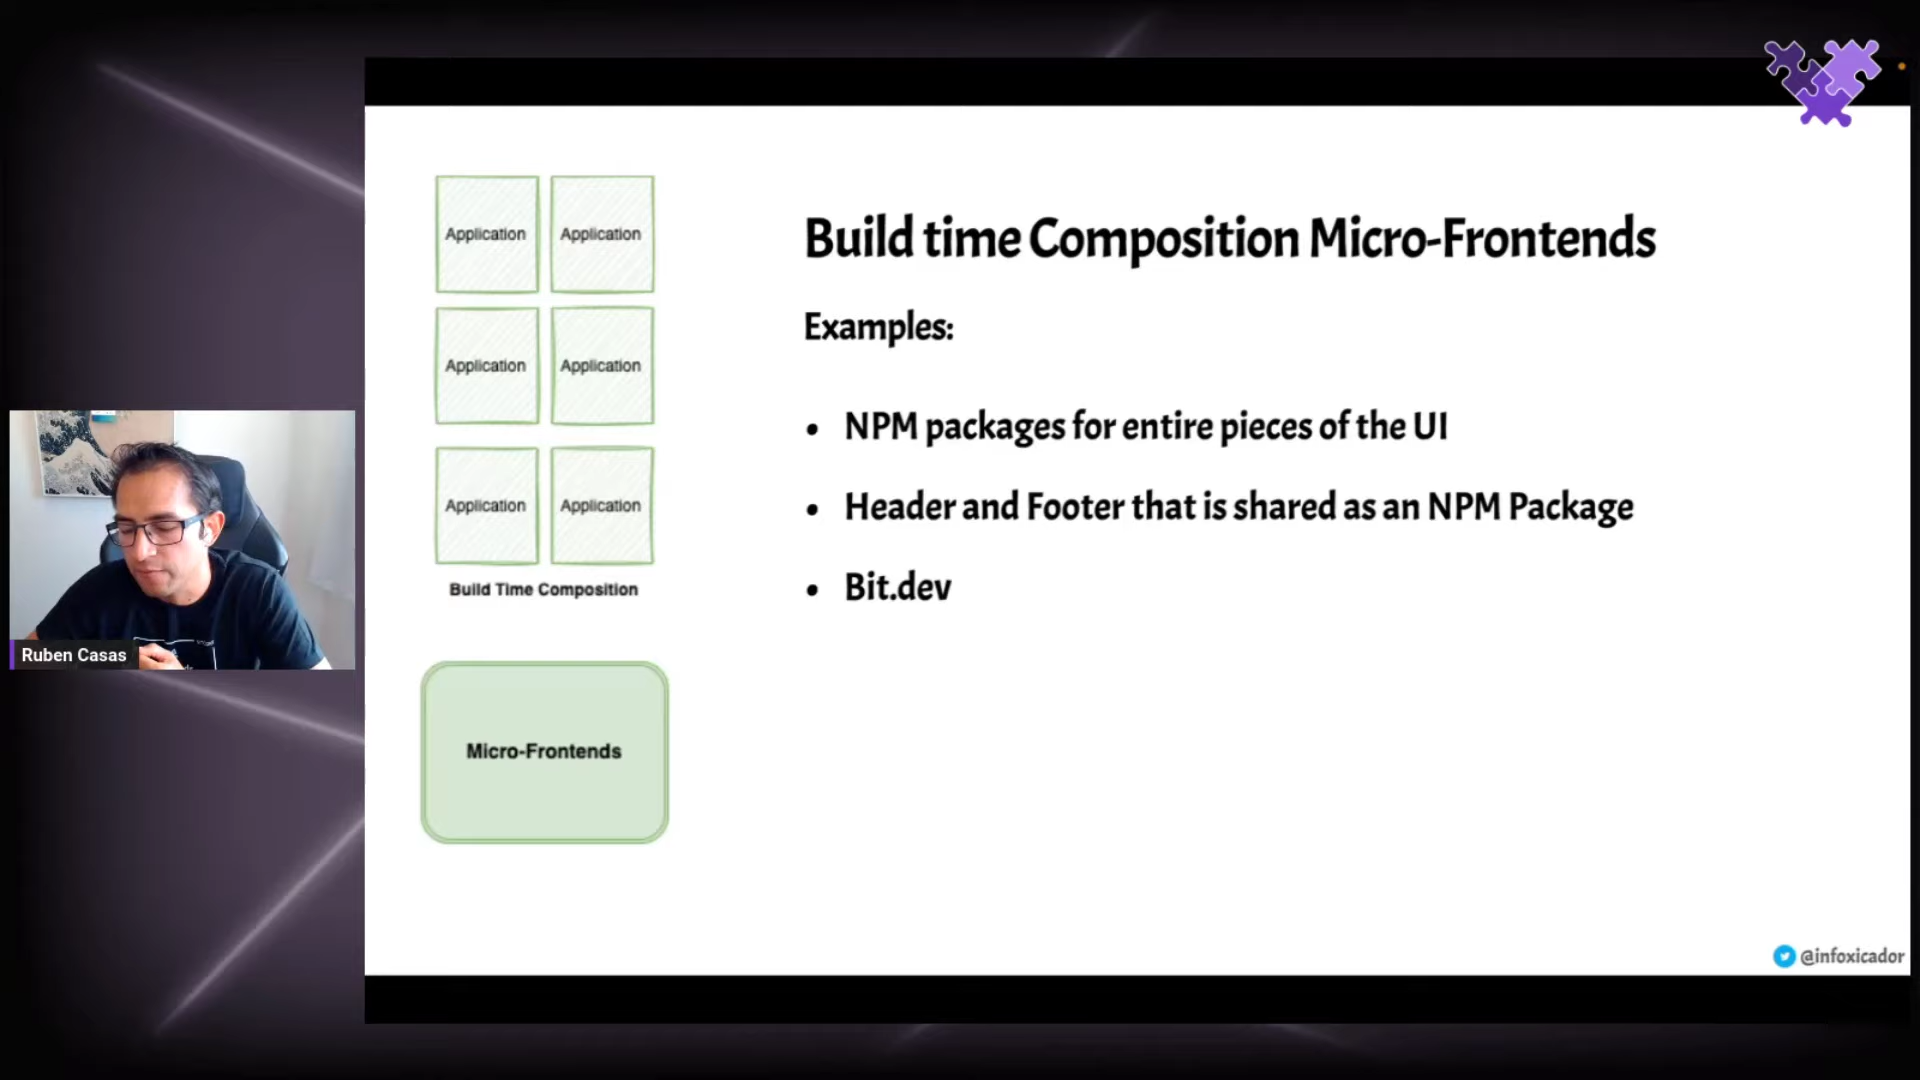 Application Application
Application Application
Application Application
Build Time Composition
Micro-Frontends
Build time Composition Micro-Frontends
Examples:
• NPM packages for entire pieces of the UI
• Header and Footer that is shared as an NPM Package
• Bit.dev
Ruben Casas
@infoxicador